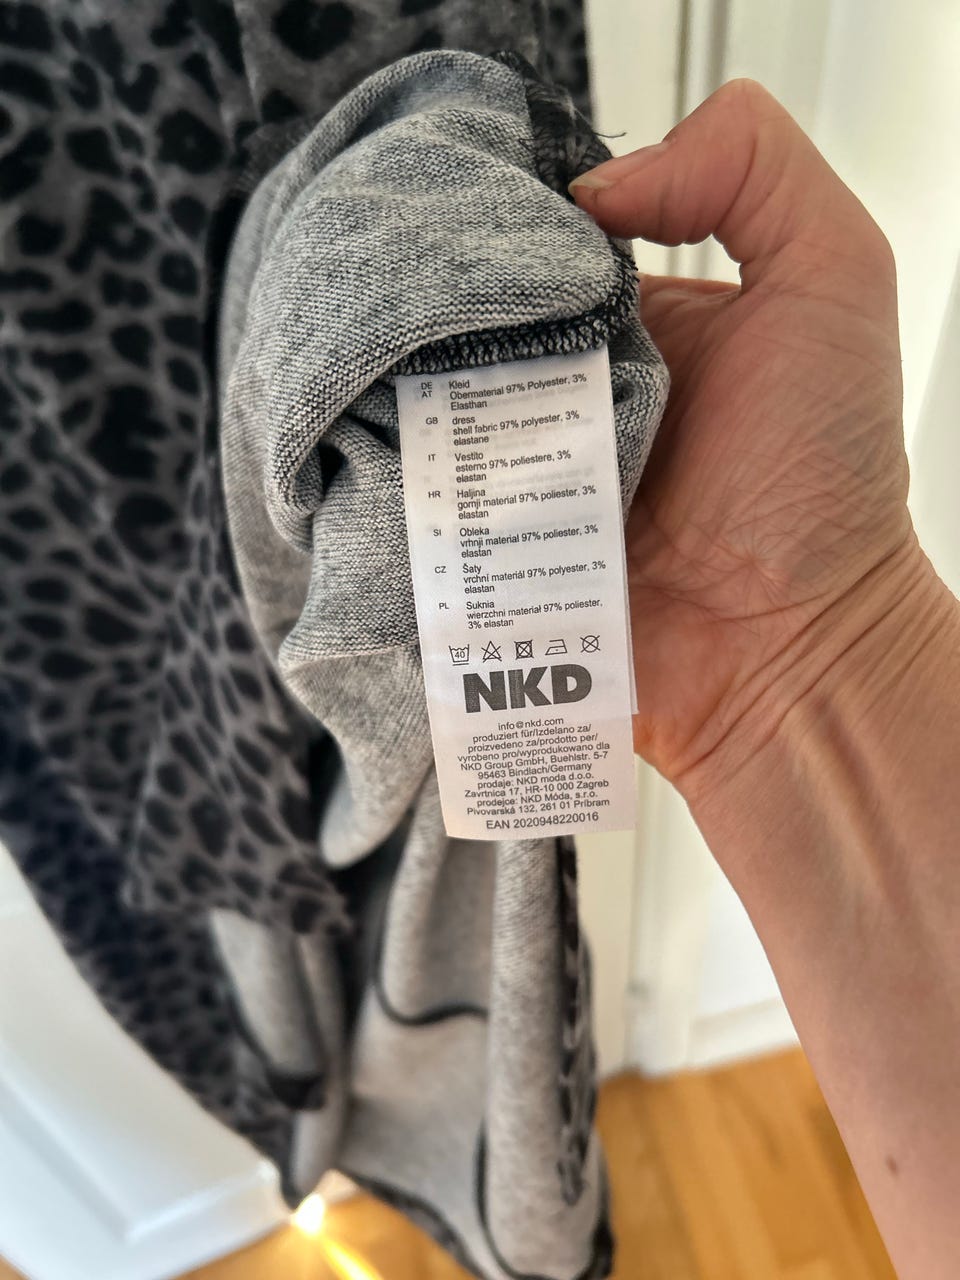 DE Kleid
AT Obermaterial 97% Polyester, 3%
Elasthan
GB dress
shell fabric 97% polyester, 3%
elastane
IT Vestito
esterno 97% poliestere, 3%
elastan
HR Haljina
gornji materijal 97% poliester, 3%
elastan
SI Obleka
vrhnji material 97% poliester, 3%
elastan
CZ Šaty
vrchní materiál 97% polyester, 3%
elastan
PL Suknia
wierzchni materiał 97% poliester,
3% elastan
40
NKD
info@nkd.com
produziert für/Izdelano za/
proizvedeno za/prodotto per/
vyrobeno pro/wyprodukowano dla
NKD Group GmbH, Buehlstr. 5-7
95463 Bindlach/Germany
prodaje: NKD moda d.o.o.
Zavrtnica 17, HR-10 000 Zagreb
prodejce: NKD Móda, s.r.o.
Pivovarská 132, 261 01 Příbram
EAN 2020948220016